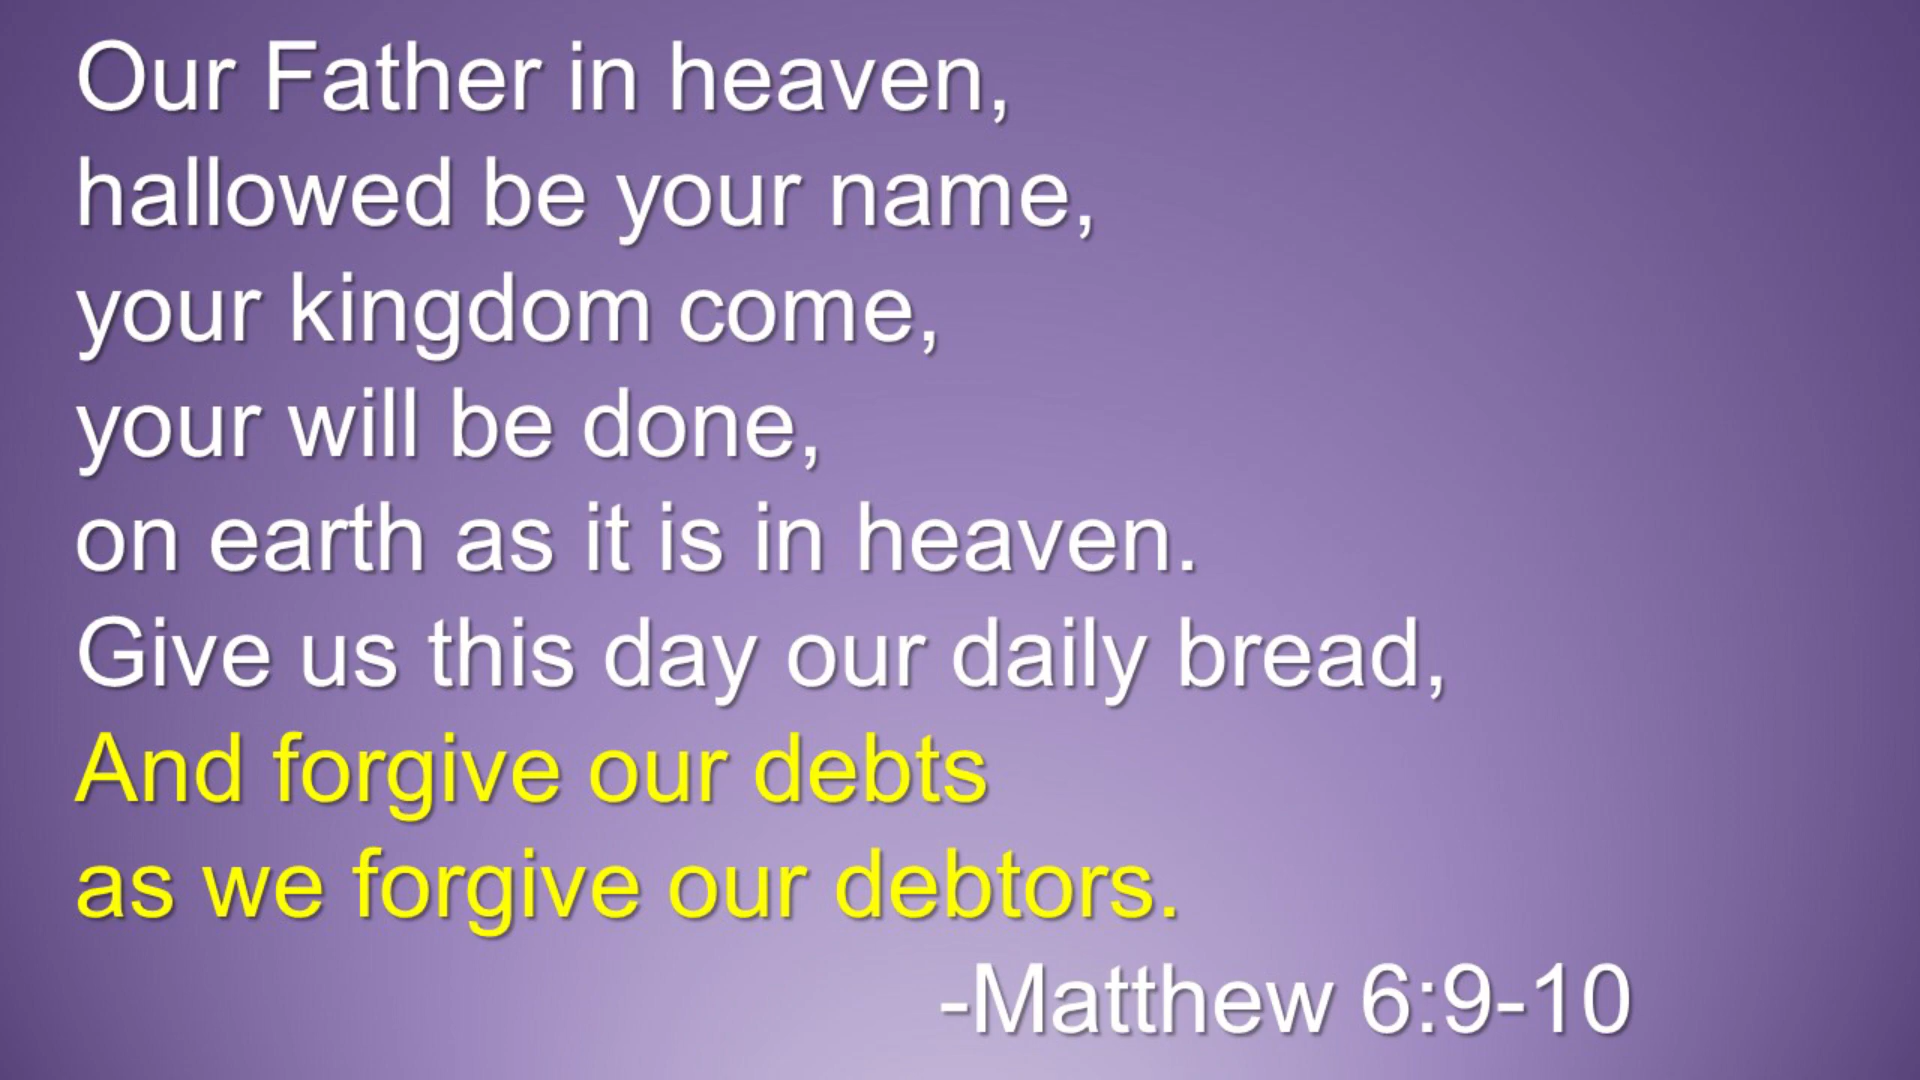 Our Father in heaven,
hallowed be your name,
your kingdom come,
your will be done,
on earth as it is in heaven.
Give us this day our daily bread,
And forgive our debts
as we forgive our debtors.
-Matthew 6:9-10